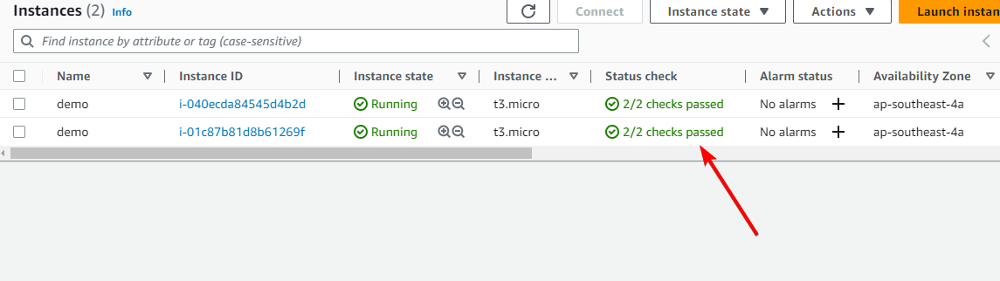 Instances (2) Info Connect Instance state Actions Launch instan
Find instance by attribute or tag (case-sensitive)
Name Instance ID Instance state Instance ... Status check Alarm status Availability Zone
demo i-040ecda84545d4b2d Running t3.micro 2/2 checks passed No alarms + ap-southeast-4a
demo i-01c87b81d8b61269f Running t3.micro 2/2 checks passed No alarms + ap-southeast-4a